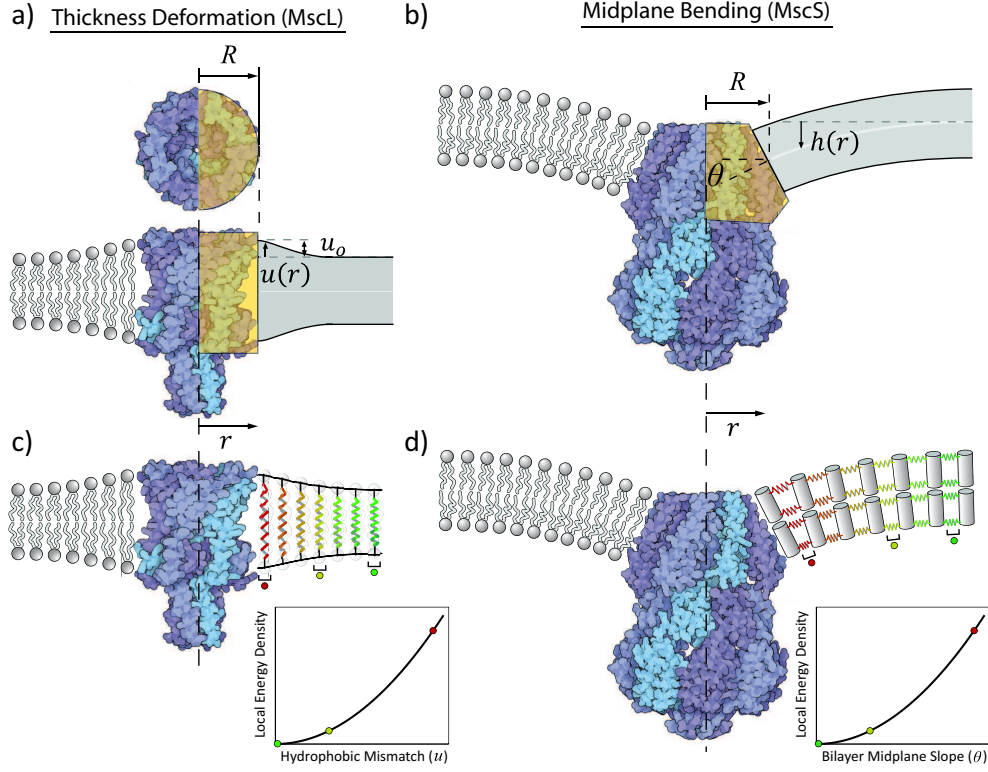 a)
Thickness Deformation (MscL)
b)
Midplane Bending (MscS)
R
R
h(r)
θ
u_o
u(r)
r
r
c)
d)
Local Energy Density
Hydrophobic Mismatch (u)
Local Energy Density
Bilayer Midplane Slope (θ)